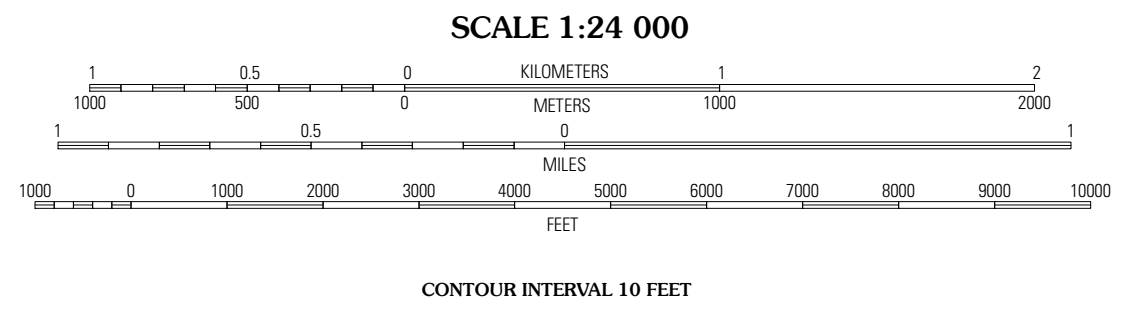 SCALE 1:24 000
1 0.5 0 KILOMETERS 1 2
1000 500 0 METERS 1000 2000
1 0.5 0 1
MILES
1000 0 1000 2000 3000 4000 5000 6000 7000 8000 9000 10000
FEET
CONTOUR INTERVAL 10 FEET